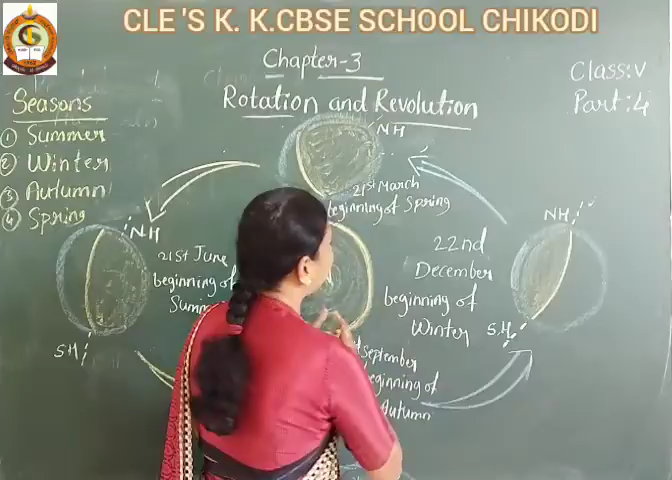 CLE 'S K. K.CBSE SCHOOL CHIKODI
Chapter-3
Class:V
Part:4
Rotation and Revolution
Seasons
① Summer
② Winter
③ Autumn
④ Spring
NH
21st March
beginning of Spring
NH
SH
21st June
beginning of
22nd
December
beginning of
Winter
NH
S.H
September
beginning of
Autumn